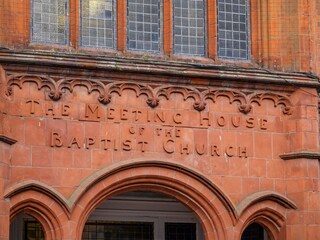 The Meeting House
of the
Baptist Church